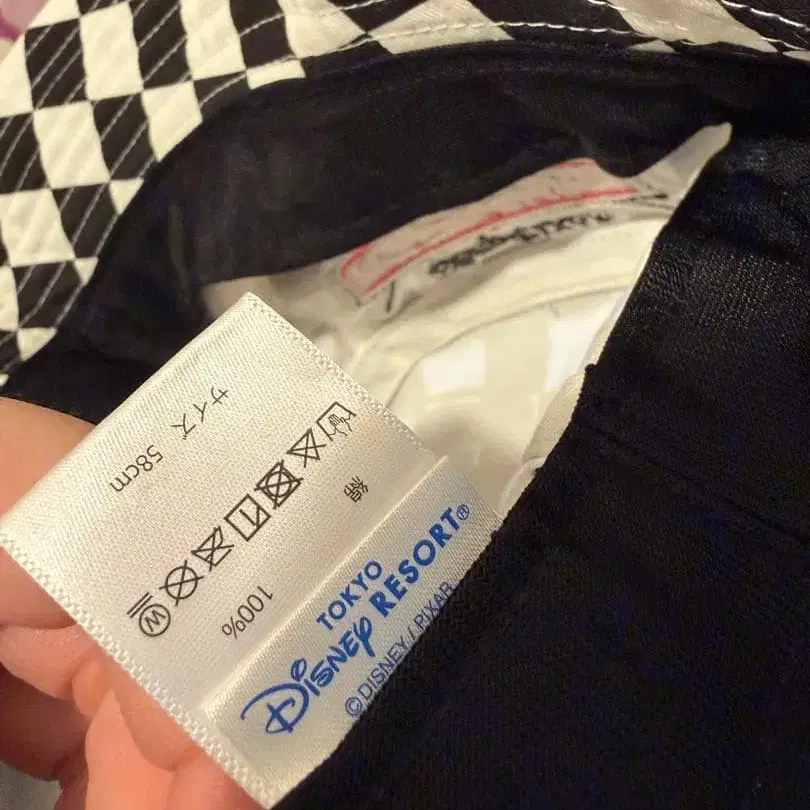 サイズ 58cm
綿 100%
TOKYO
DISNEY RESORT®
© DISNEY / PIXAR